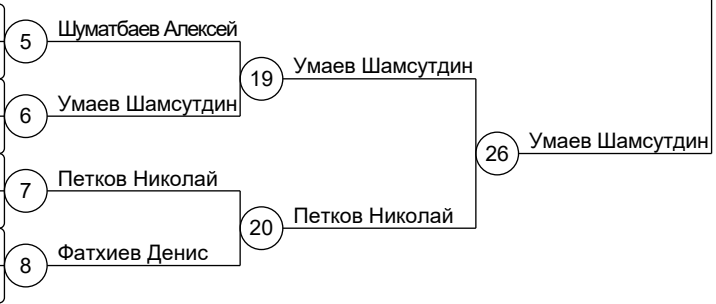 5
Шуматбаев Алексей
19
Умаев Шамсутдин
6
Умаев Шамсутдин
26
Умаев Шамсутдин
7
Петков Николай
20
Петков Николай
8
Фатхиев Денис